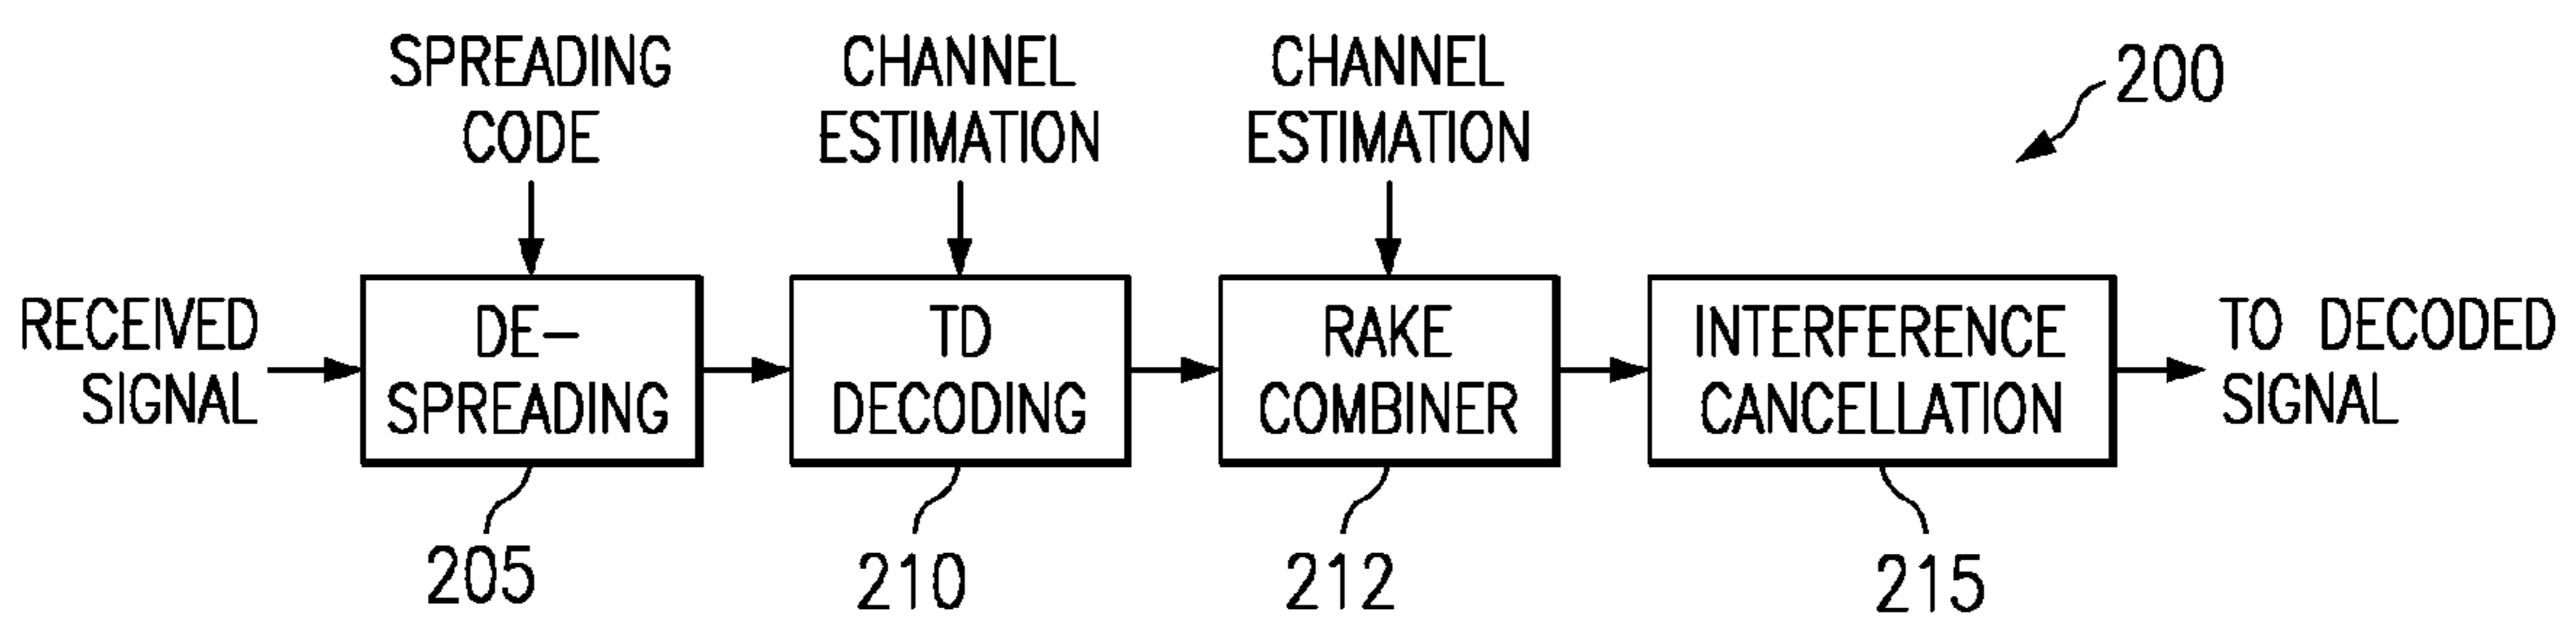 SPREADING
CODE
CHANNEL
ESTIMATION
CHANNEL
ESTIMATION
200
RECEIVED
SIGNAL
DE-
SPREADING
TD
DECODING
RAKE
COMBINER
INTERFERENCE
CANCELLATION
TO DECODED
SIGNAL
205
210
212
215